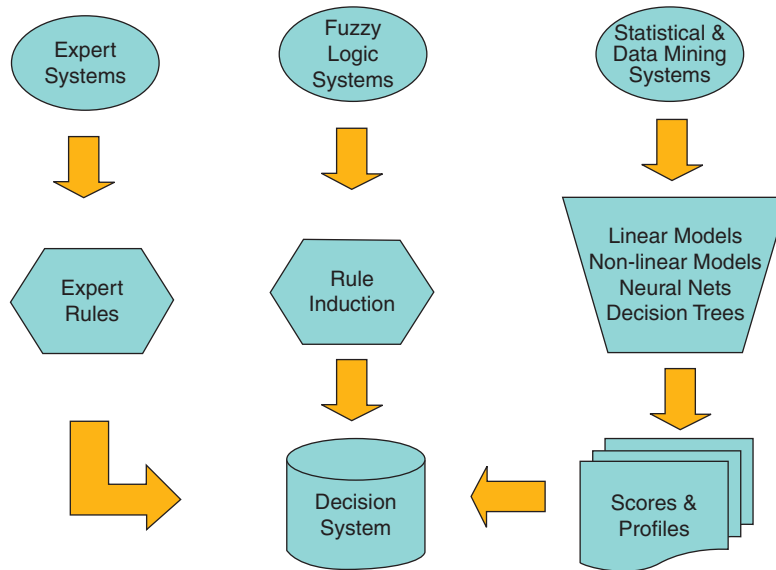 Expert
Systems
Fuzzy
Logic
Systems
Statistical &
Data Mining
Systems
Expert
Rules
Rule
Induction
Linear Models
Non-linear Models
Neural Nets
Decision Trees
Decision
System
Scores &
Profiles